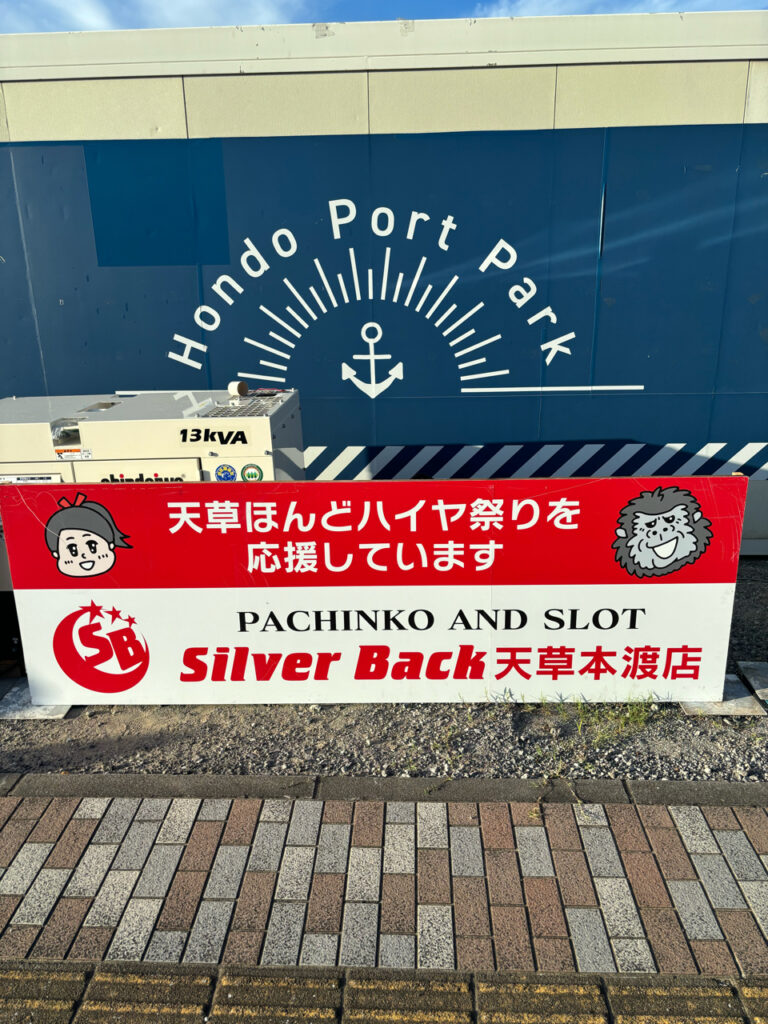 Hondo Port Park
13kVA
shindaiwa
天草ほんどハイヤ祭りを
応援しています
PACHINKO AND SLOT
SB
Silver Back 天草本渡店